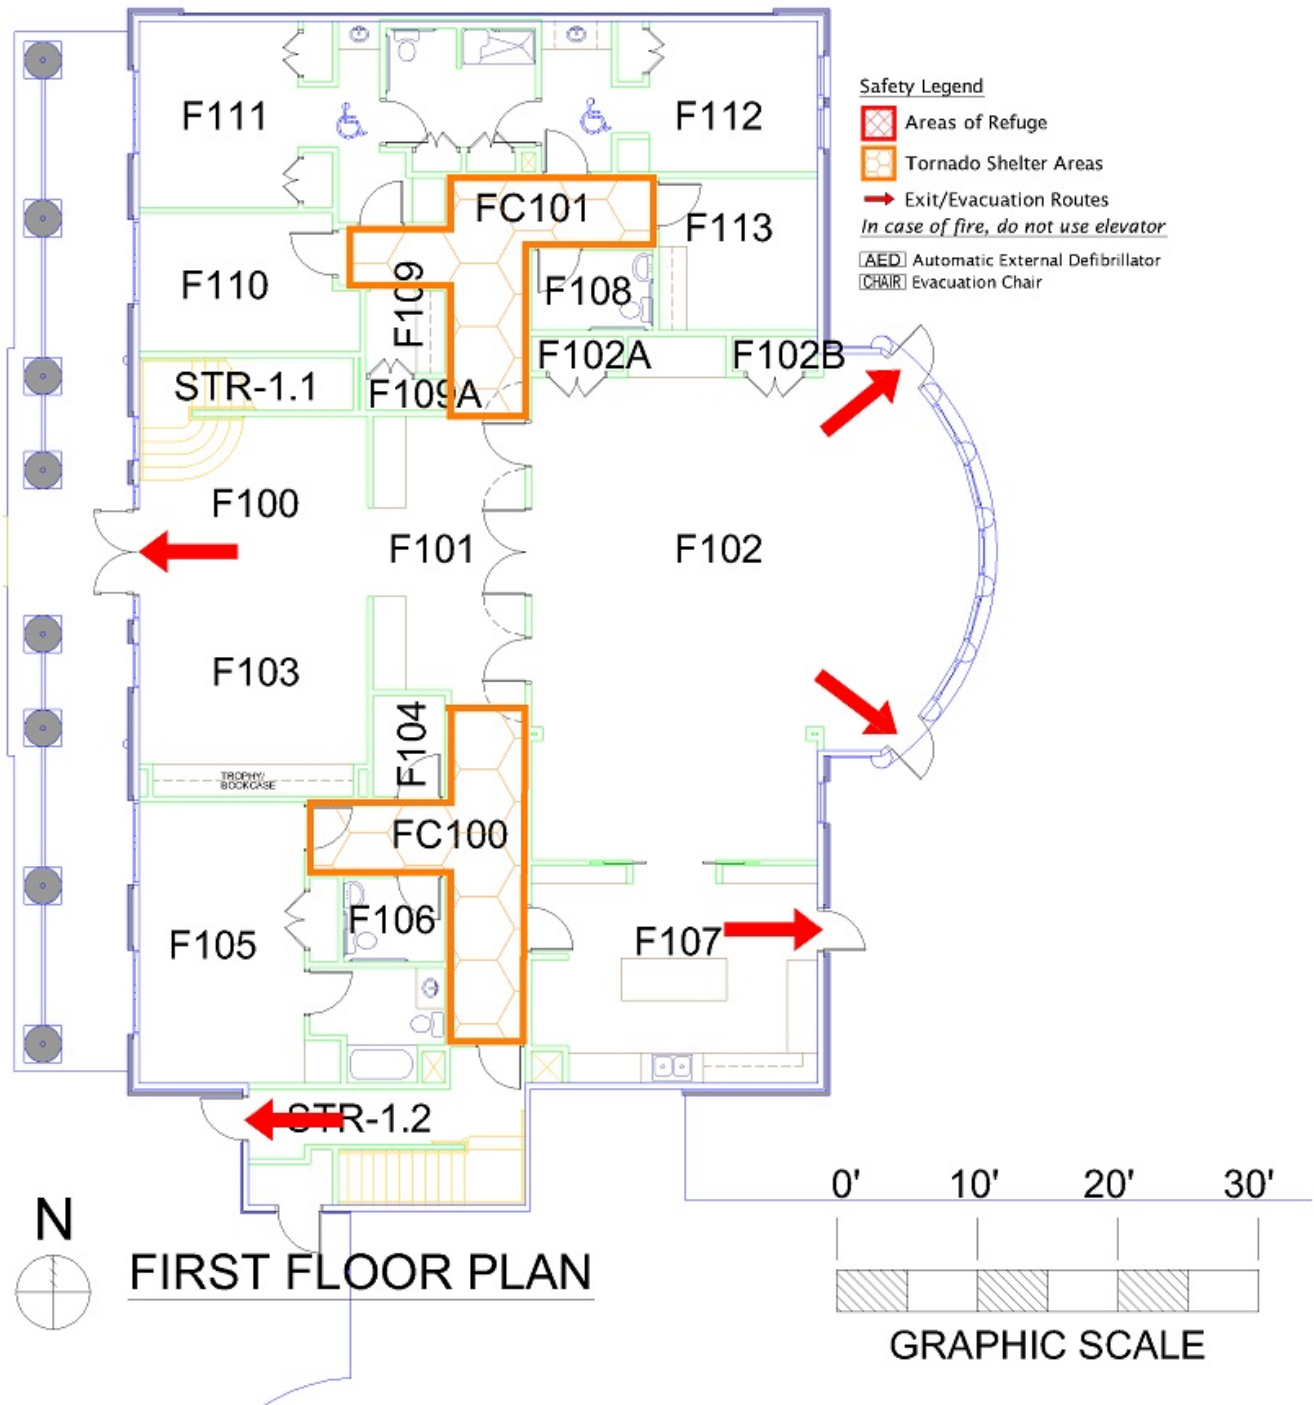 F111
F112
Safety Legend
Areas of Refuge
Tornado Shelter Areas
Exit/Evacuation Routes
In case of fire, do not use elevator
AED Automatic External Defibrillator
CHAIR Evacuation Chair
FC101
F113
F110
F109
F108
STR-1.1
F109A
F102A
F102B
F100
F101
F102
F103
F104
TROPHY/
BOOKCASE
FC100
F105
F106
F107
STR-1.2
N
FIRST FLOOR PLAN
0' 10' 20' 30'
GRAPHIC SCALE